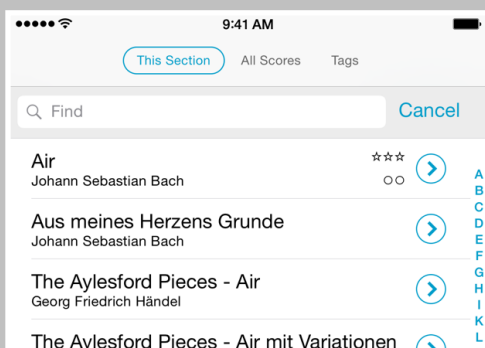 9:41 AM
This Section All Scores Tags
Find Cancel
Air
Johann Sebastian Bach
Aus meines Herzens Grunde
Johann Sebastian Bach
The Aylesford Pieces - Air
Georg Friedrich Händel
The Aylesford Pieces - Air mit Variationen
A
B
C
D
E
F
G
H
I
K
L